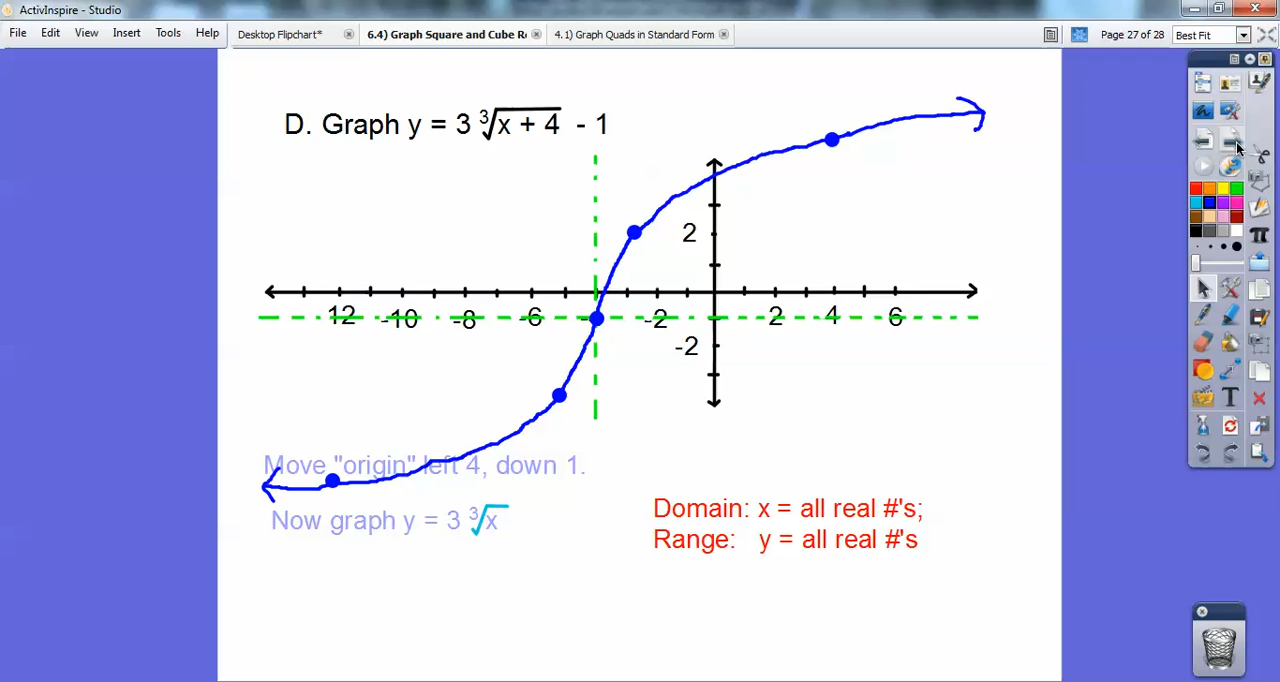 ActivInspire - Studio
File Edit View Insert Tools Help Desktop Flipchart* 6.4) Graph Square and Cube R 4.1) Graph Quads in Standard Form Page 27 of 28 Best Fit
D. Graph y = 3 ∛(x + 4) - 1
2
12 -10 -8 -6 -2 2 4 6
-2
Move "origin" left 4, down 1.
Now graph y = 3 ∛x
Domain: x = all real #'s;
Range: y = all real #'s